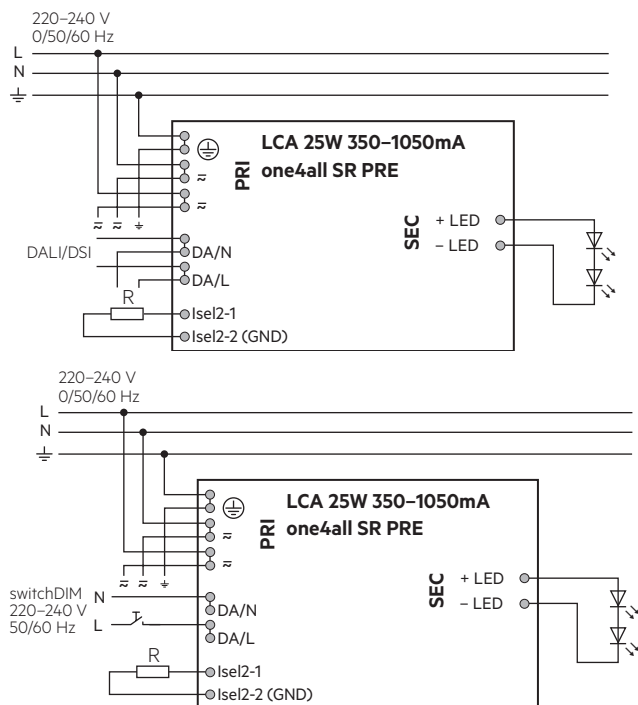 220–240 V
0/50/60 Hz
L
N
LCA 25W 350–1050mA
one4all SR PRE
PRI
SEC
+ LED
– LED
DALI/DSI
DA/N
DA/L
R
Isel2-1
Isel2-2 (GND)
220–240 V
0/50/60 Hz
L
N
LCA 25W 350–1050mA
one4all SR PRE
PRI
SEC
+ LED
– LED
switchDIM N
220–240 V
50/60 Hz L
DA/N
DA/L
R
Isel2-1
Isel2-2 (GND)